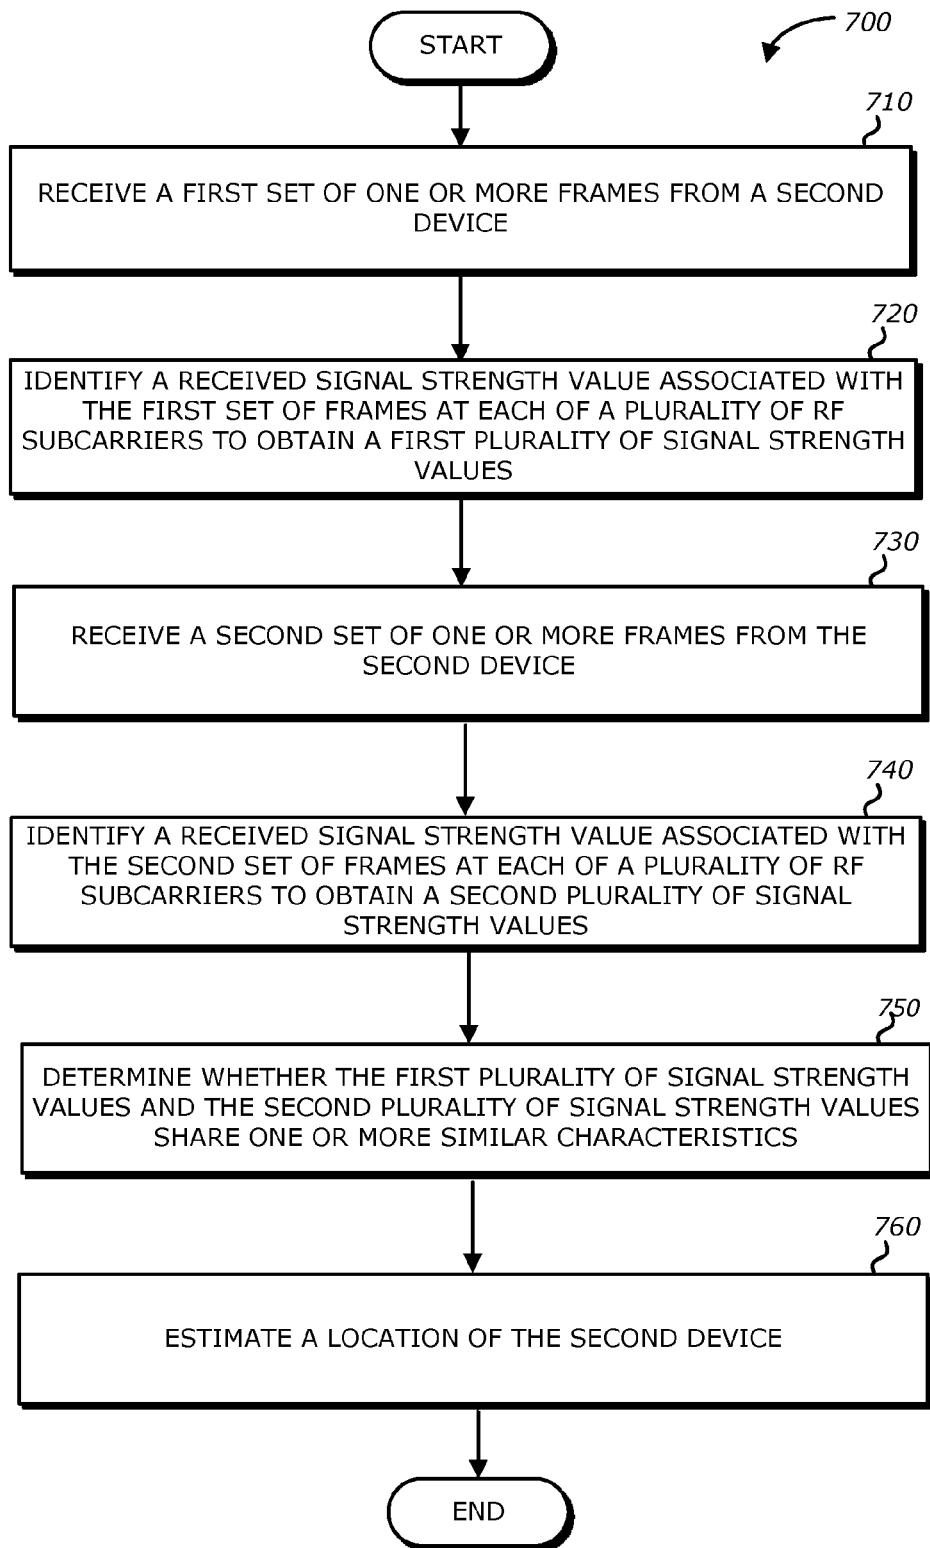 START
700
710
RECEIVE A FIRST SET OF ONE OR MORE FRAMES FROM A SECOND
DEVICE
720
IDENTIFY A RECEIVED SIGNAL STRENGTH VALUE ASSOCIATED WITH
THE FIRST SET OF FRAMES AT EACH OF A PLURALITY OF RF
SUBCARRIERS TO OBTAIN A FIRST PLURALITY OF SIGNAL STRENGTH
VALUES
730
RECEIVE A SECOND SET OF ONE OR MORE FRAMES FROM THE
SECOND DEVICE
740
IDENTIFY A RECEIVED SIGNAL STRENGTH VALUE ASSOCIATED WITH
THE SECOND SET OF FRAMES AT EACH OF A PLURALITY OF RF
SUBCARRIERS TO OBTAIN A SECOND PLURALITY OF SIGNAL
STRENGTH VALUES
750
DETERMINE WHETHER THE FIRST PLURALITY OF SIGNAL STRENGTH
VALUES AND THE SECOND PLURALITY OF SIGNAL STRENGTH VALUES
SHARE ONE OR MORE SIMILAR CHARACTERISTICS
760
ESTIMATE A LOCATION OF THE SECOND DEVICE
END